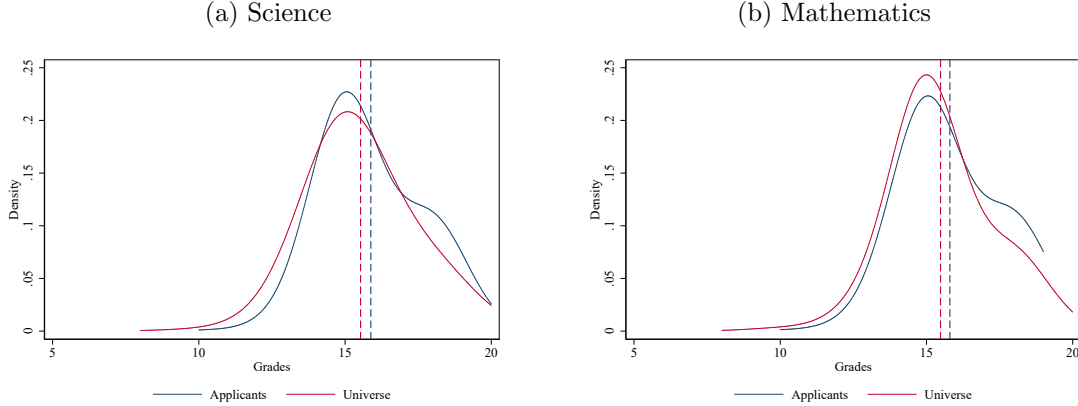 (a) Science
.25
.2
.15
.1
.05
0
Density
5 10 15 20
Grades
Applicants Universe
(b) Mathematics
.25
.2
.15
.1
.05
0
Density
5 10 15 20
Grades
Applicants Universe